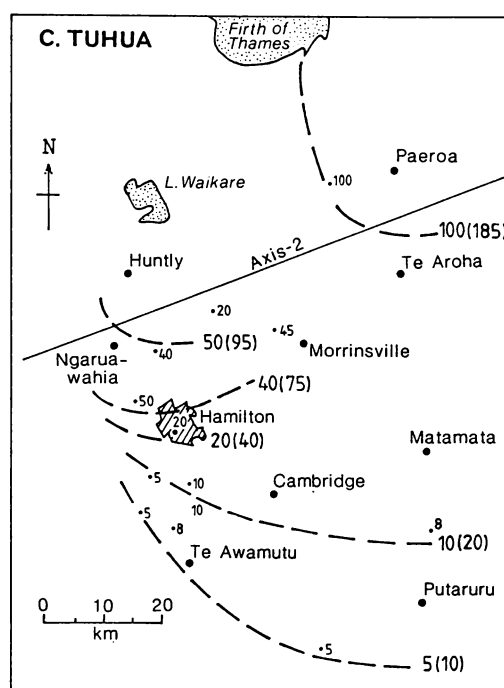 C. TUHUA
Firth of
Thames
N
L. Waikare
100
Paeroa
100(185)
Axis-2
Te Aroha
Huntly
20
45
50(95)
40
Morrinsville
Ngarua-
wahia
40(75)
50
Hamilton
20
20(40)
Matamata
5
10
Cambridge
10
5
8
8
10(20)
Te Awamutu
0 10 20
km
Putaruru
5
5(10)